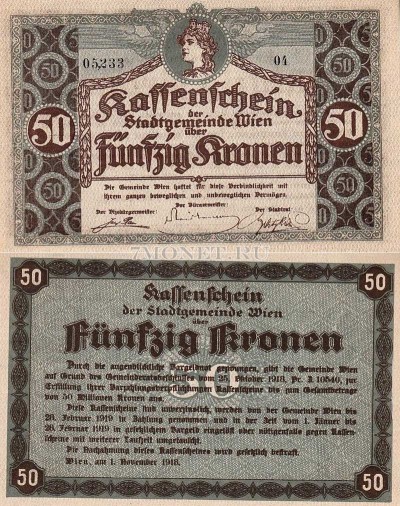 05,233 04
Kassenschein
der
Stadtgemeinde Wien
über
50 Fünfzig Kronen 50
Die Gemeinde Wien haftet für diese Verbindlichkeit mit
ihrem ganzen beweglichen und unbeweglichen Vermögen.
Der Vizebürgermeister: Der Bürgermeister: Der Stadtrat:
7MONET.RU
50 50
Kassenschein
der Stadtgemeinde Wien
über
Fünfzig Kronen
Durch die augenblickliche Bargeldnot gezwungen, gibt die Gemeinde Wien
auf Grund des Gemeinderatsbeschlusses vom 25. Oktober 1918, Pr. Z. 10540, zur
Erfüllung ihrer Barzahlungsverpflichtungen Kassenscheine bis zum Gesamtbetrage
von 50 Millionen Kronen aus.
Diese Kassenscheine sind unverzinslich, werden von der Gemeinde Wien bis
26. Februar 1919 in Zahlung genommen und in der Zeit vom 1. Jänner bis
26. Februar 1919 in gesetzlichem Bargeld eingelöst oder nötigenfalls gegen Kassen-
scheine mit weiterer Laufzeit umgetauscht.
Die Nachahmung dieses Kassenscheines wird gesetzlich bestraft.
50 Wien, am 1. November 1918. 50